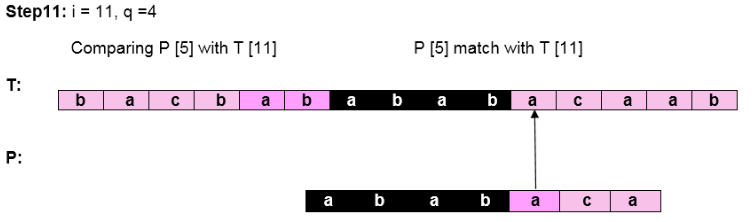 Step11: i = 11, q =4
Comparing P [5] with T [11] P [5] match with T [11]
T:
b a c b a b a b a b a c a a b
P:
a b a b a c a